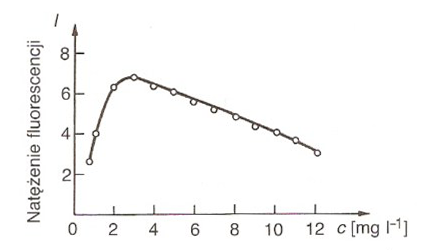 I
Natężenie fluorescencji
8
6
4
2
0 2 4 6 8 10 12 c [mg l⁻¹]